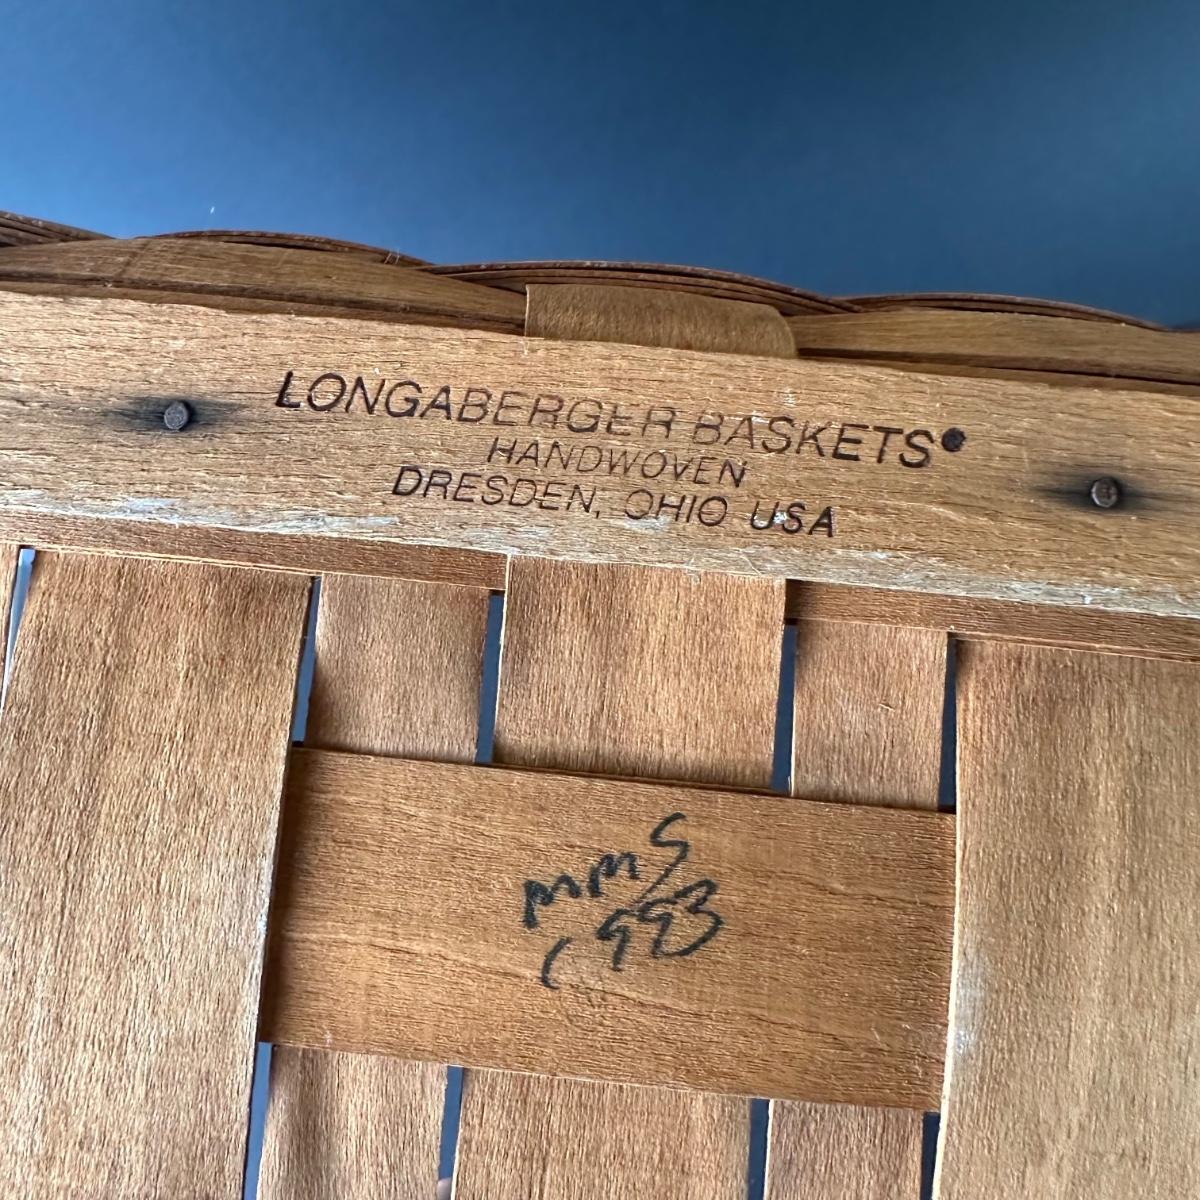 LONGABERGER BASKETS®
HANDWOVEN
DRESDEN, OHIO USA
MMS
1993